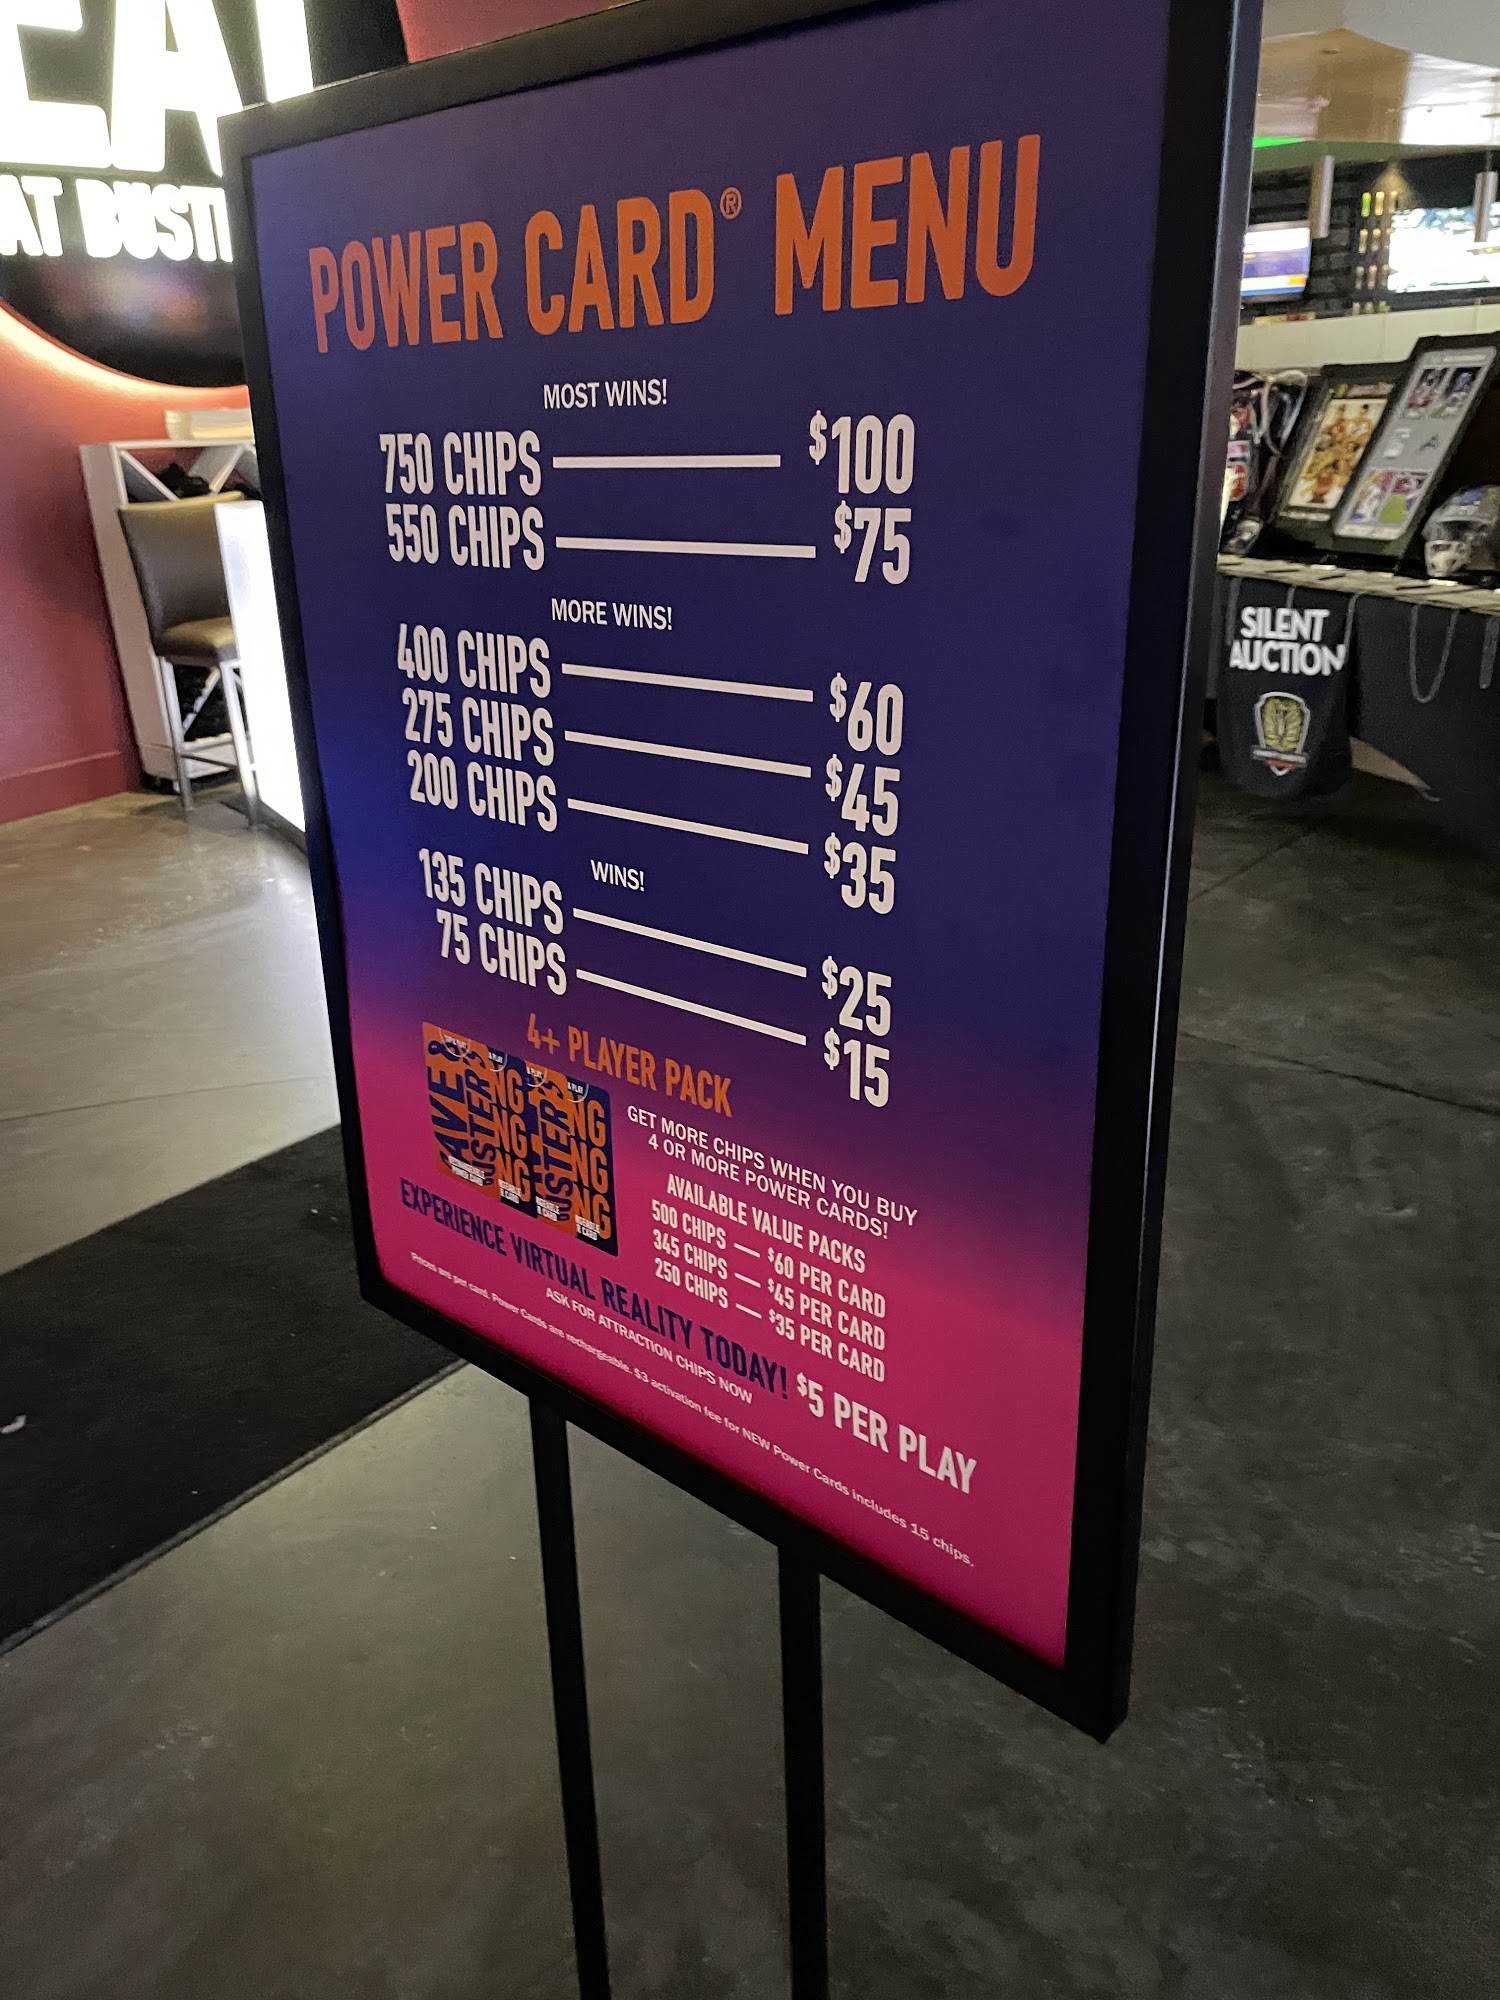 POWER CARD® MENU
MOST WINS!
750 CHIPS $100
550 CHIPS $75
MORE WINS!
400 CHIPS $60
275 CHIPS $45
200 CHIPS $35
WINS!
135 CHIPS $25
75 CHIPS $15
4+ PLAYER PACK
GET MORE CHIPS WHEN YOU BUY
4 OR MORE POWER CARDS!
AVAILABLE VALUE PACKS
500 CHIPS — $60 PER CARD
345 CHIPS — $45 PER CARD
250 CHIPS — $35 PER CARD
EXPERIENCE VIRTUAL REALITY TODAY! $5 PER PLAY
ASK FOR ATTRACTION CHIPS NOW
Prices are per card. Power Cards are rechargeable. $3 activation fee for NEW Power Cards includes 15 chips.
SILENT
AUCTION
AT